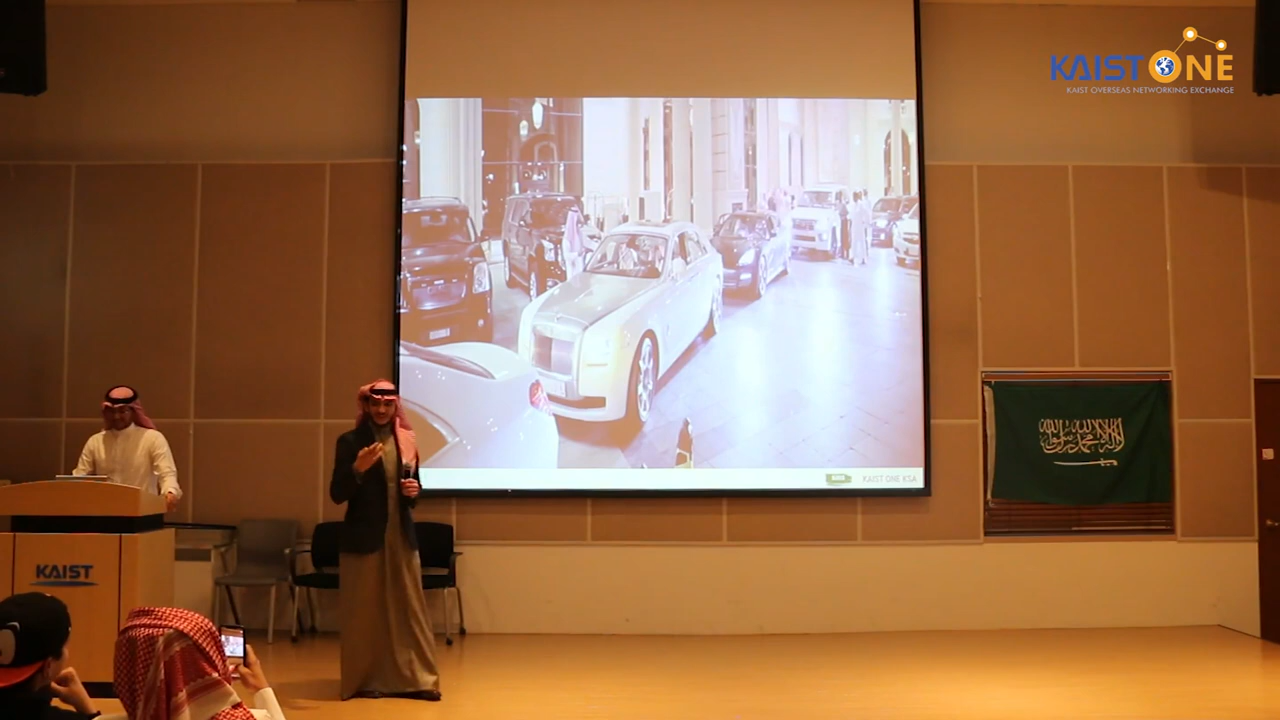 KAIST ONE
KAIST OVERSEAS NETWORKING EXCHANGE
لا إله إلا الله محمد رسول الله
KAIST ONE KSA
KAIST